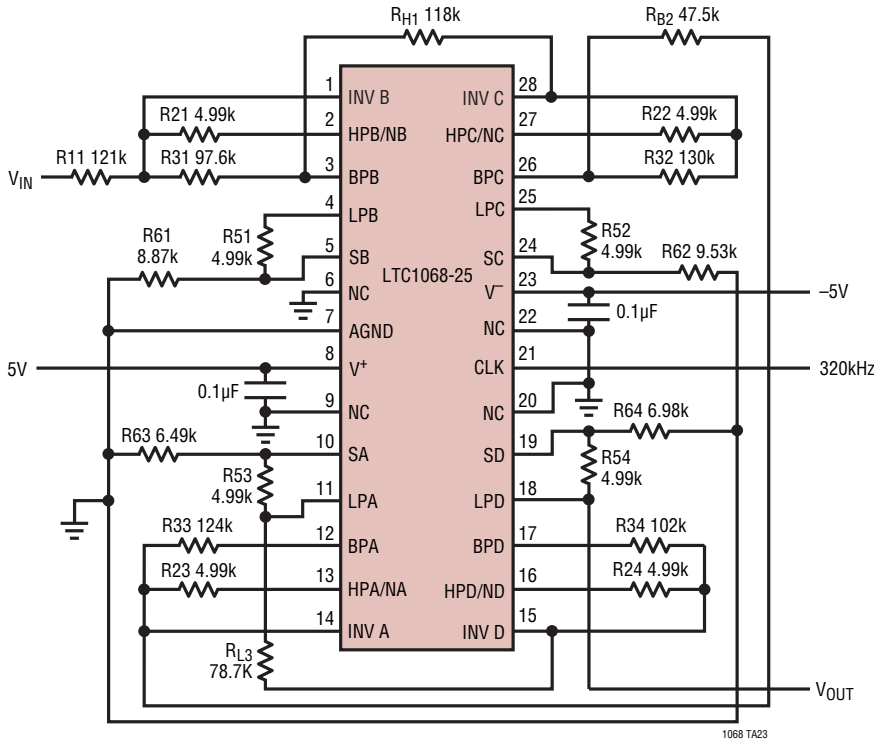 RH1 118k
RB2 47.5k
1 INV B
INV C 28
R21 4.99k
2 HPB/NB
HPC/NC 27
R22 4.99k
VIN
R11 121k
R31 97.6k
3 BPB
BPC 26
R32 130k
4 LPB
LPC 25
R61
8.87k
R51
4.99k
5 SB
SC 24
R52
4.99k
R62 9.53k
LTC1068-25
6 NC
V– 23
–5V
0.1µF
7 AGND
NC 22
5V
8 V+
CLK 21
320kHz
0.1µF
9 NC
NC 20
R63 6.49k
10 SA
SD 19
R64 6.98k
R53
4.99k
R54
4.99k
11 LPA
LPD 18
R33 124k
12 BPA
BPD 17
R34 102k
R23 4.99k
13 HPA/NA
HPD/ND 16
R24 4.99k
14 INV A
INV D 15
RL3
78.7K
VOUT
1068 TA23